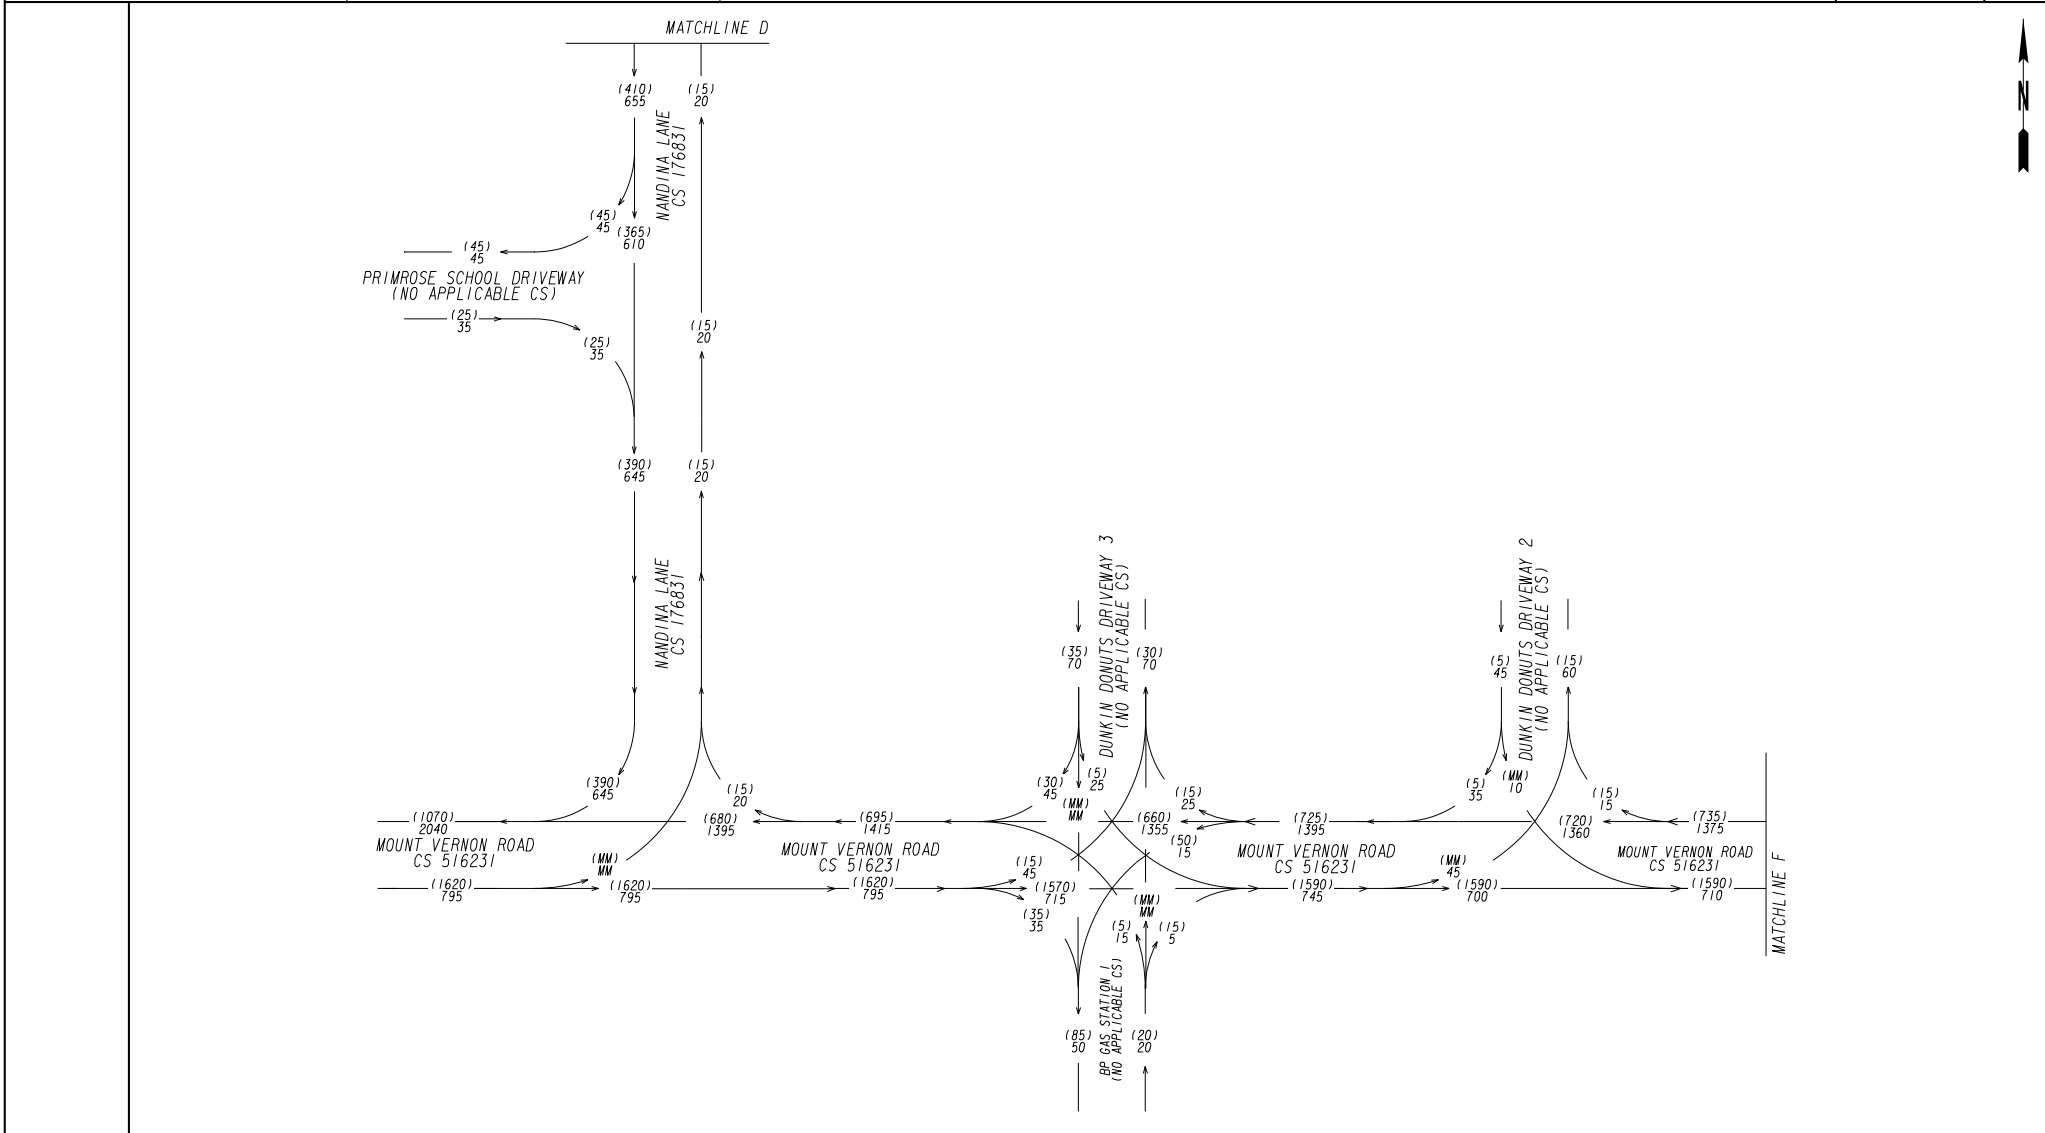 MATCHLINE D
N
(410)
655
(15)
20
NANDINA LANE
CS 176831
(45)
45
(365)
610
(45)
45
PRIMROSE SCHOOL DRIVEWAY
(NO APPLICABLE CS)
(25)
35
(25)
35
(15)
20
(390)
645
(15)
20
NANDINA LANE
CS 176831
(390)
645
(15)
20
(1070)
2040
(680)
1395
(695)
1415
MOUNT VERNON ROAD
CS 516231
MOUNT VERNON ROAD
CS 516231
(MM)
MM
(1620)
795
(1620)
795
(1620)
795
DUNKIN DONUTS DRIVEWAY 3
(NO APPLICABLE CS)
(35)
70
(30)
70
(30)
45
(5)
25
(MM)
MM
(15)
25
(660)
1355
(50)
15
(725)
1395
MOUNT VERNON ROAD
CS 516231
(15)
45
(1570)
715
(35)
35
(MM)
MM
(5)
15
(15)
5
(1590)
745
BP GAS STATION 1
(NO APPLICABLE CS)
(85)
50
(20)
20
DUNKIN DONUTS DRIVEWAY 2
(NO APPLICABLE CS)
(5)
45
(15)
60
(5)
35
(MM)
10
(15)
15
(720)
1360
(735)
1375
MOUNT VERNON ROAD
CS 516231
(MM)
45
(1590)
700
(1590)
710
MATCHLINE F